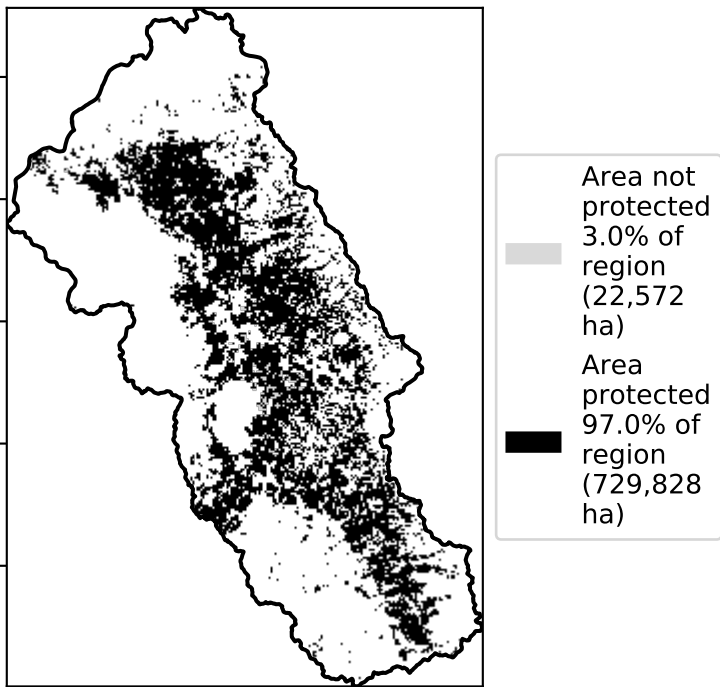 Area not
protected
3.0% of
region
(22,572
ha)
Area
protected
97.0% of
region
(729,828
ha)